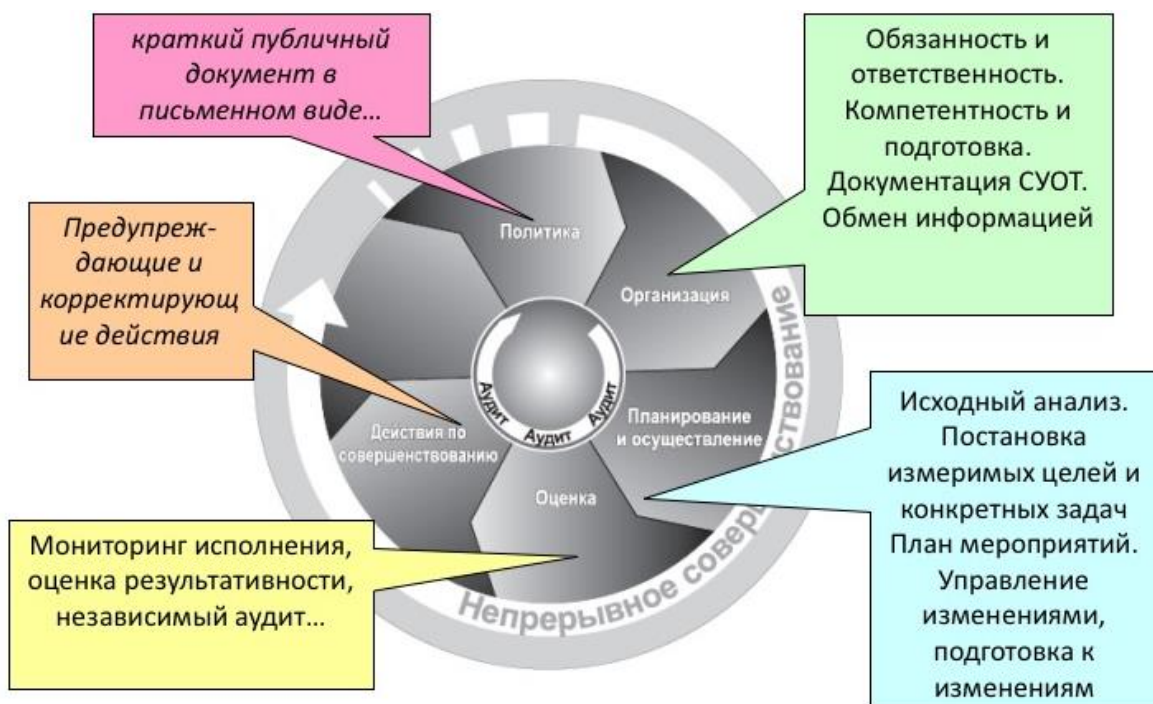 краткий публичный
документ в
письменном виде...
Обязанность и
ответственность.
Компетентность и
подготовка.
Документация СУОТ.
Обмен информацией
Предупреж-
дающие и
корректирующ
ие действия
Политика
Организация
Планирование
и осуществление
Оценка
Действия по
совершенствованию
Аудит
Аудит
Аудит
Непрерывное совер ствование
Исходный анализ.
Постановка
измеримых целей и
конкретных задач
План мероприятий.
Управление
изменениями,
подготовка к
изменениям
Мониторинг исполнения,
оценка результативности,
независимый аудит...